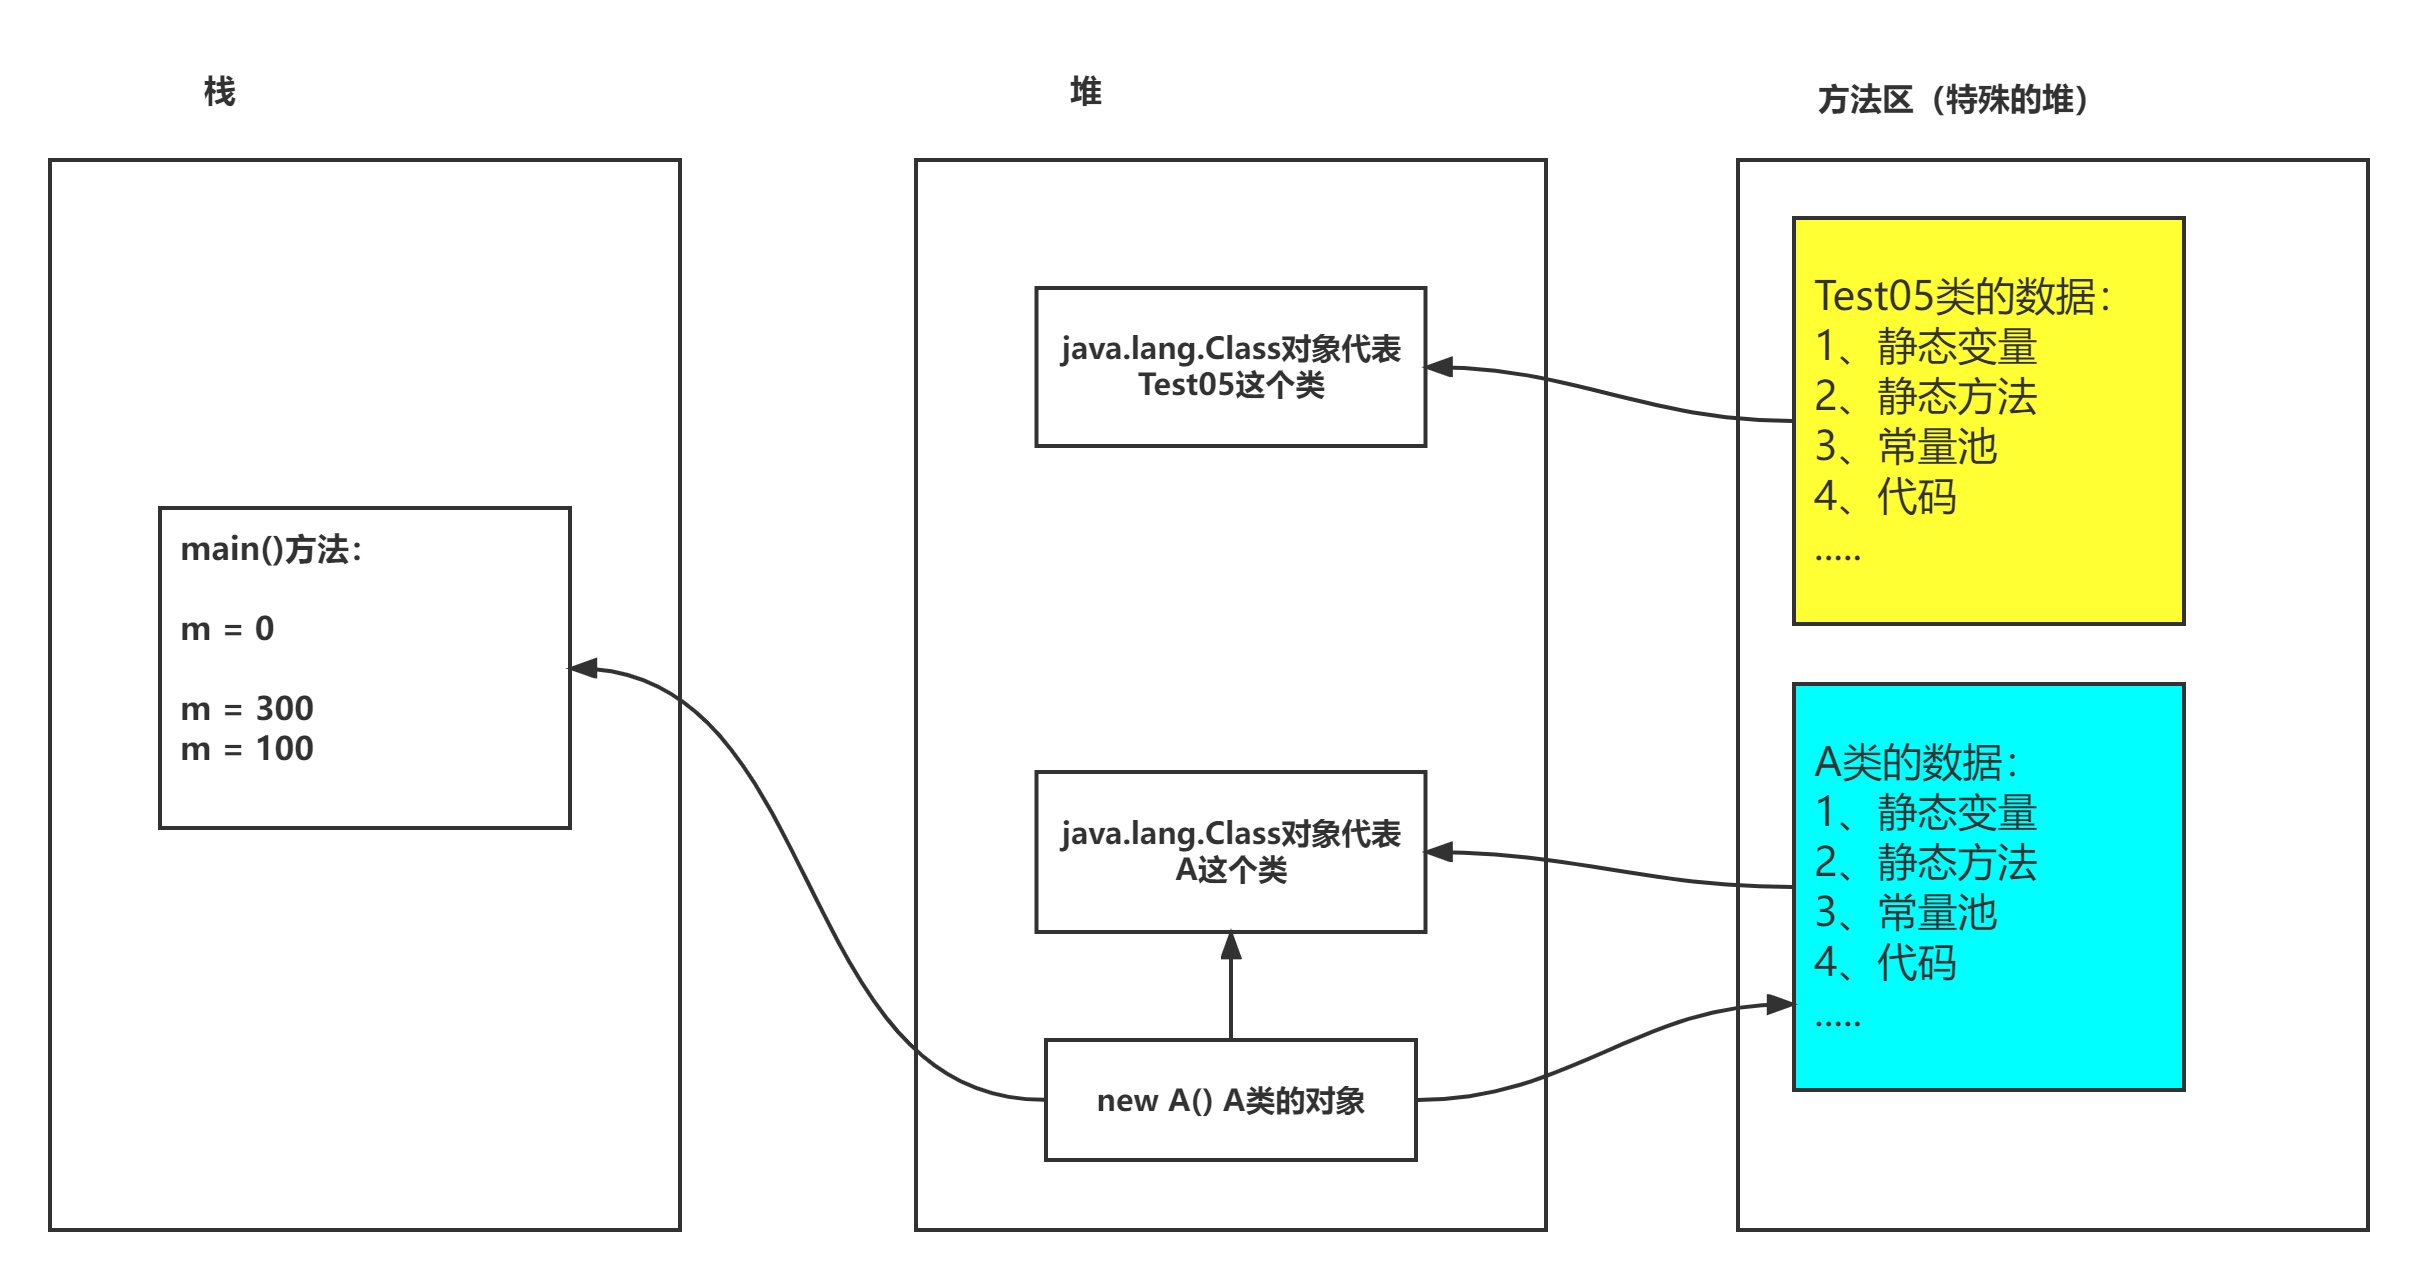 栈
堆
方法区（特殊的堆）
main()方法：
m = 0
m = 300
m = 100
java.lang.Class对象代表
Test05这个类
java.lang.Class对象代表
A这个类
new A() A类的对象
Test05类的数据：
1、静态变量
2、静态方法
3、常量池
4、代码
.....
A类的数据：
1、静态变量
2、静态方法
3、常量池
4、代码
.....